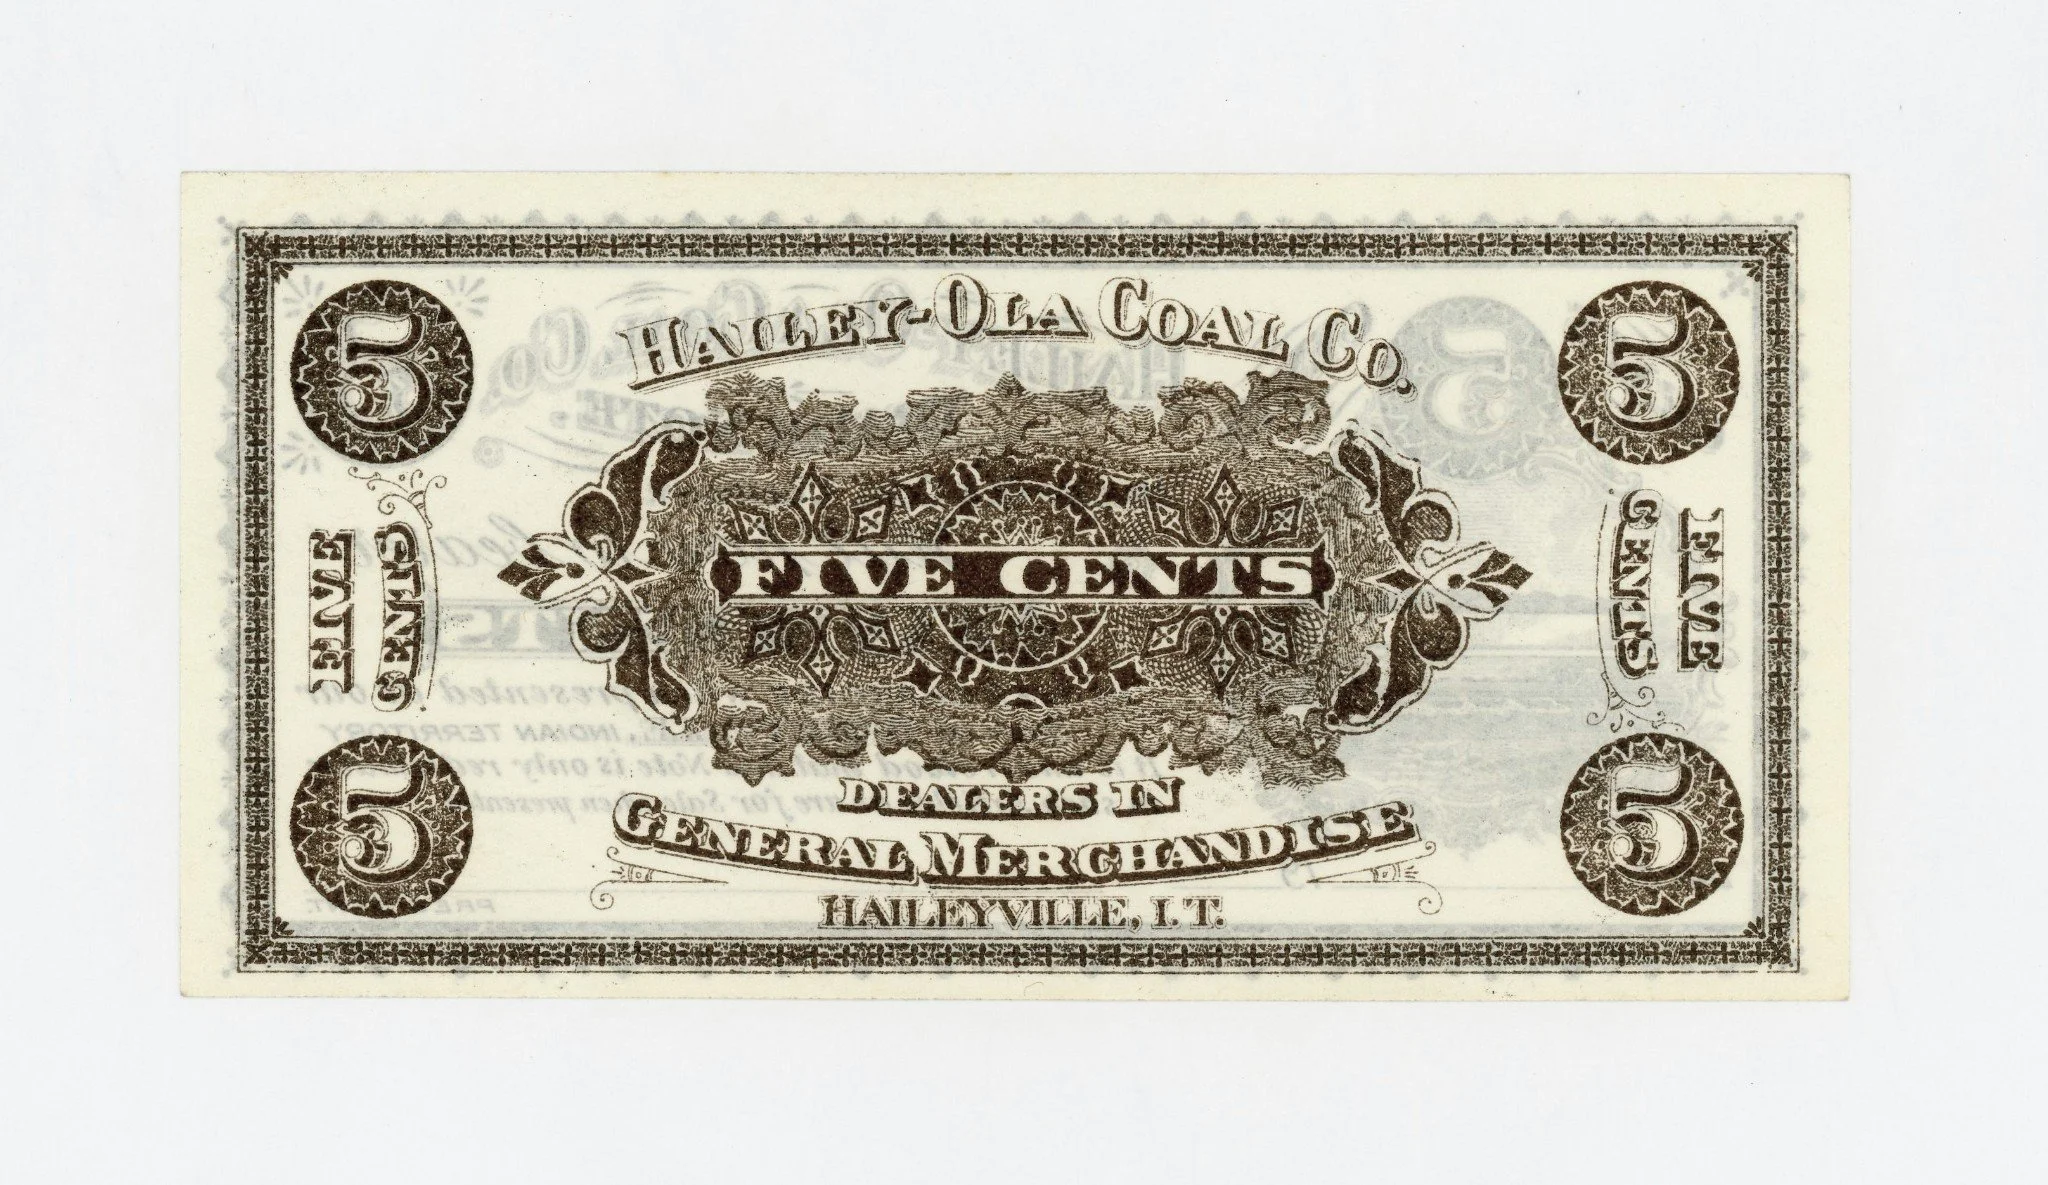 HAILEY-OLA COAL CO.
5
5
FIVE
CENTS
FIVE CENTS
FIVE
CENTS
5
5
DEALERS IN
GENERAL MERCHANDISE
HAILEYVILLE, I.T.